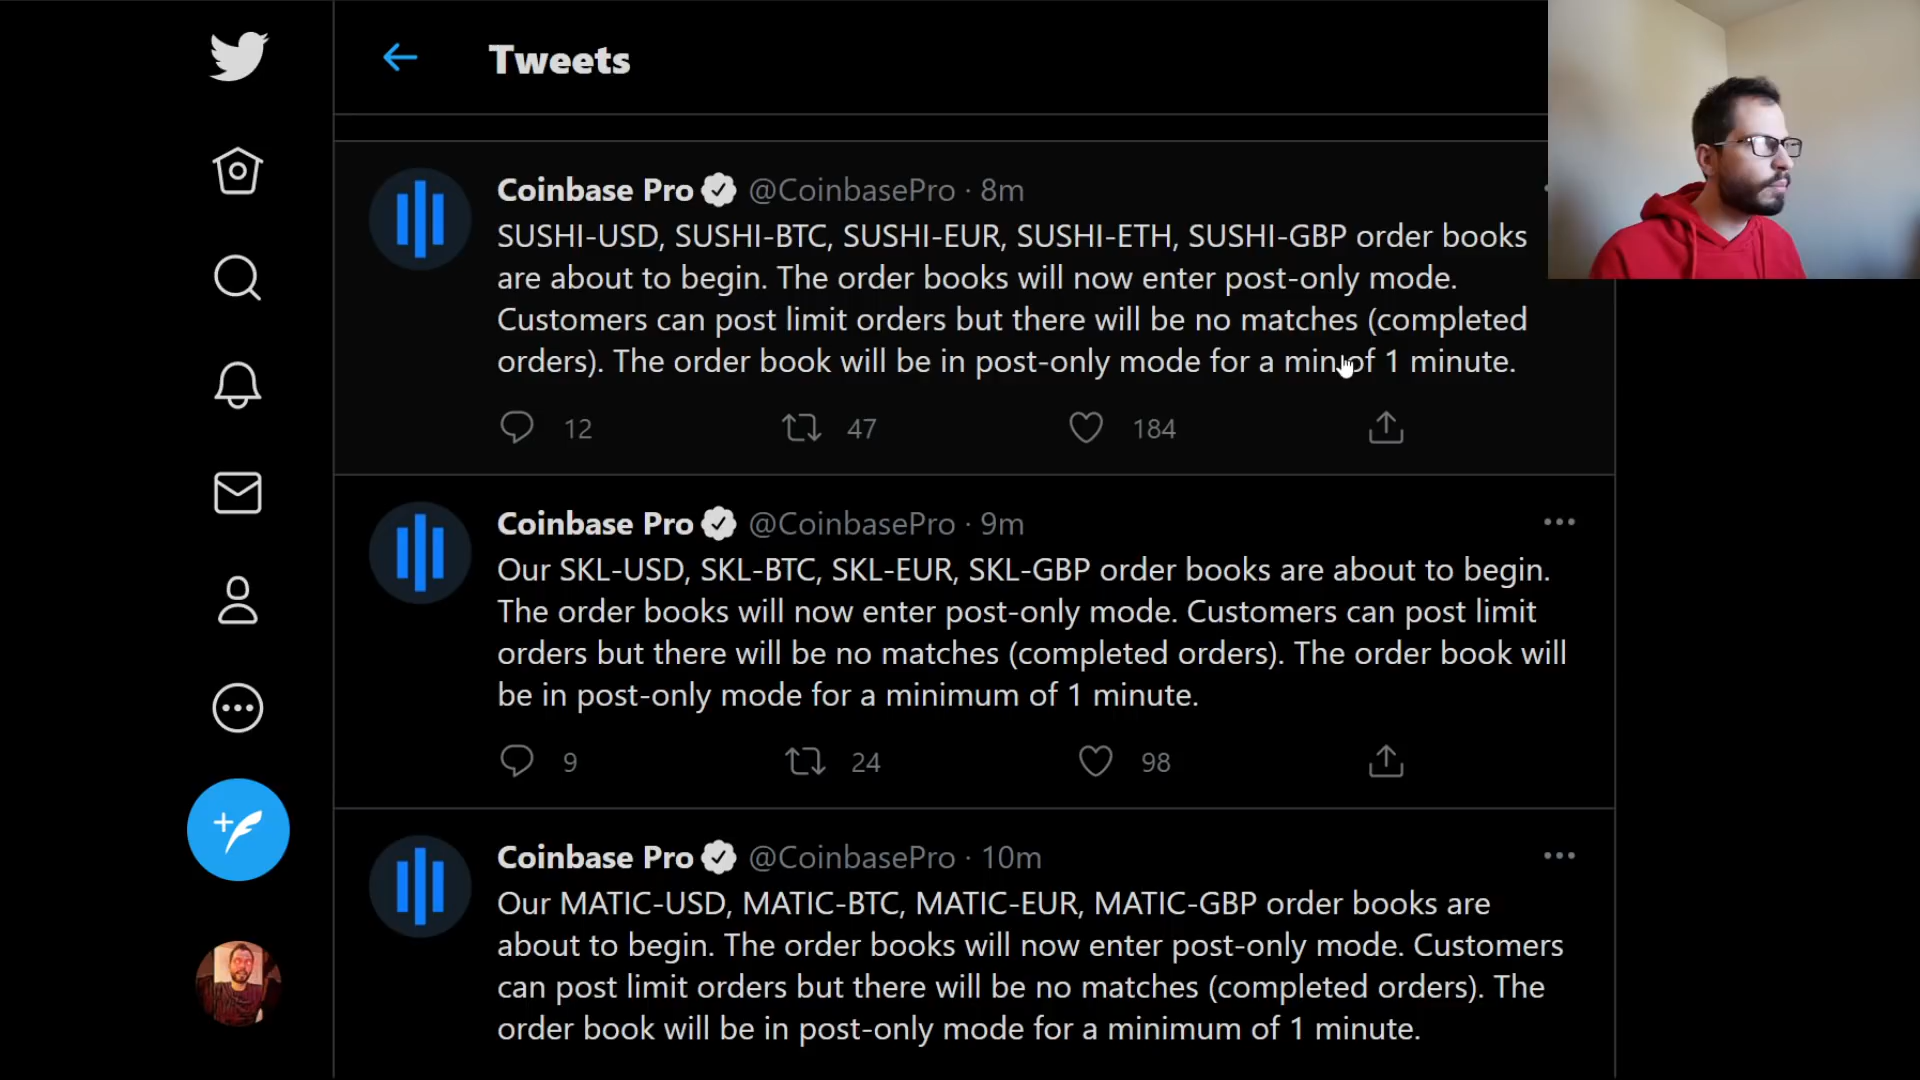 Tweets
Coinbase Pro @CoinbasePro · 8m
SUSHI-USD, SUSHI-BTC, SUSHI-EUR, SUSHI-ETH, SUSHI-GBP order books
are about to begin. The order books will now enter post-only mode.
Customers can post limit orders but there will be no matches (completed
orders). The order book will be in post-only mode for a min of 1 minute.
12 47 184
Coinbase Pro @CoinbasePro · 9m
Our SKL-USD, SKL-BTC, SKL-EUR, SKL-GBP order books are about to begin.
The order books will now enter post-only mode. Customers can post limit
orders but there will be no matches (completed orders). The order book will
be in post-only mode for a minimum of 1 minute.
9 24 98
Coinbase Pro @CoinbasePro · 10m
Our MATIC-USD, MATIC-BTC, MATIC-EUR, MATIC-GBP order books are
about to begin. The order books will now enter post-only mode. Customers
can post limit orders but there will be no matches (completed orders). The
order book will be in post-only mode for a minimum of 1 minute.